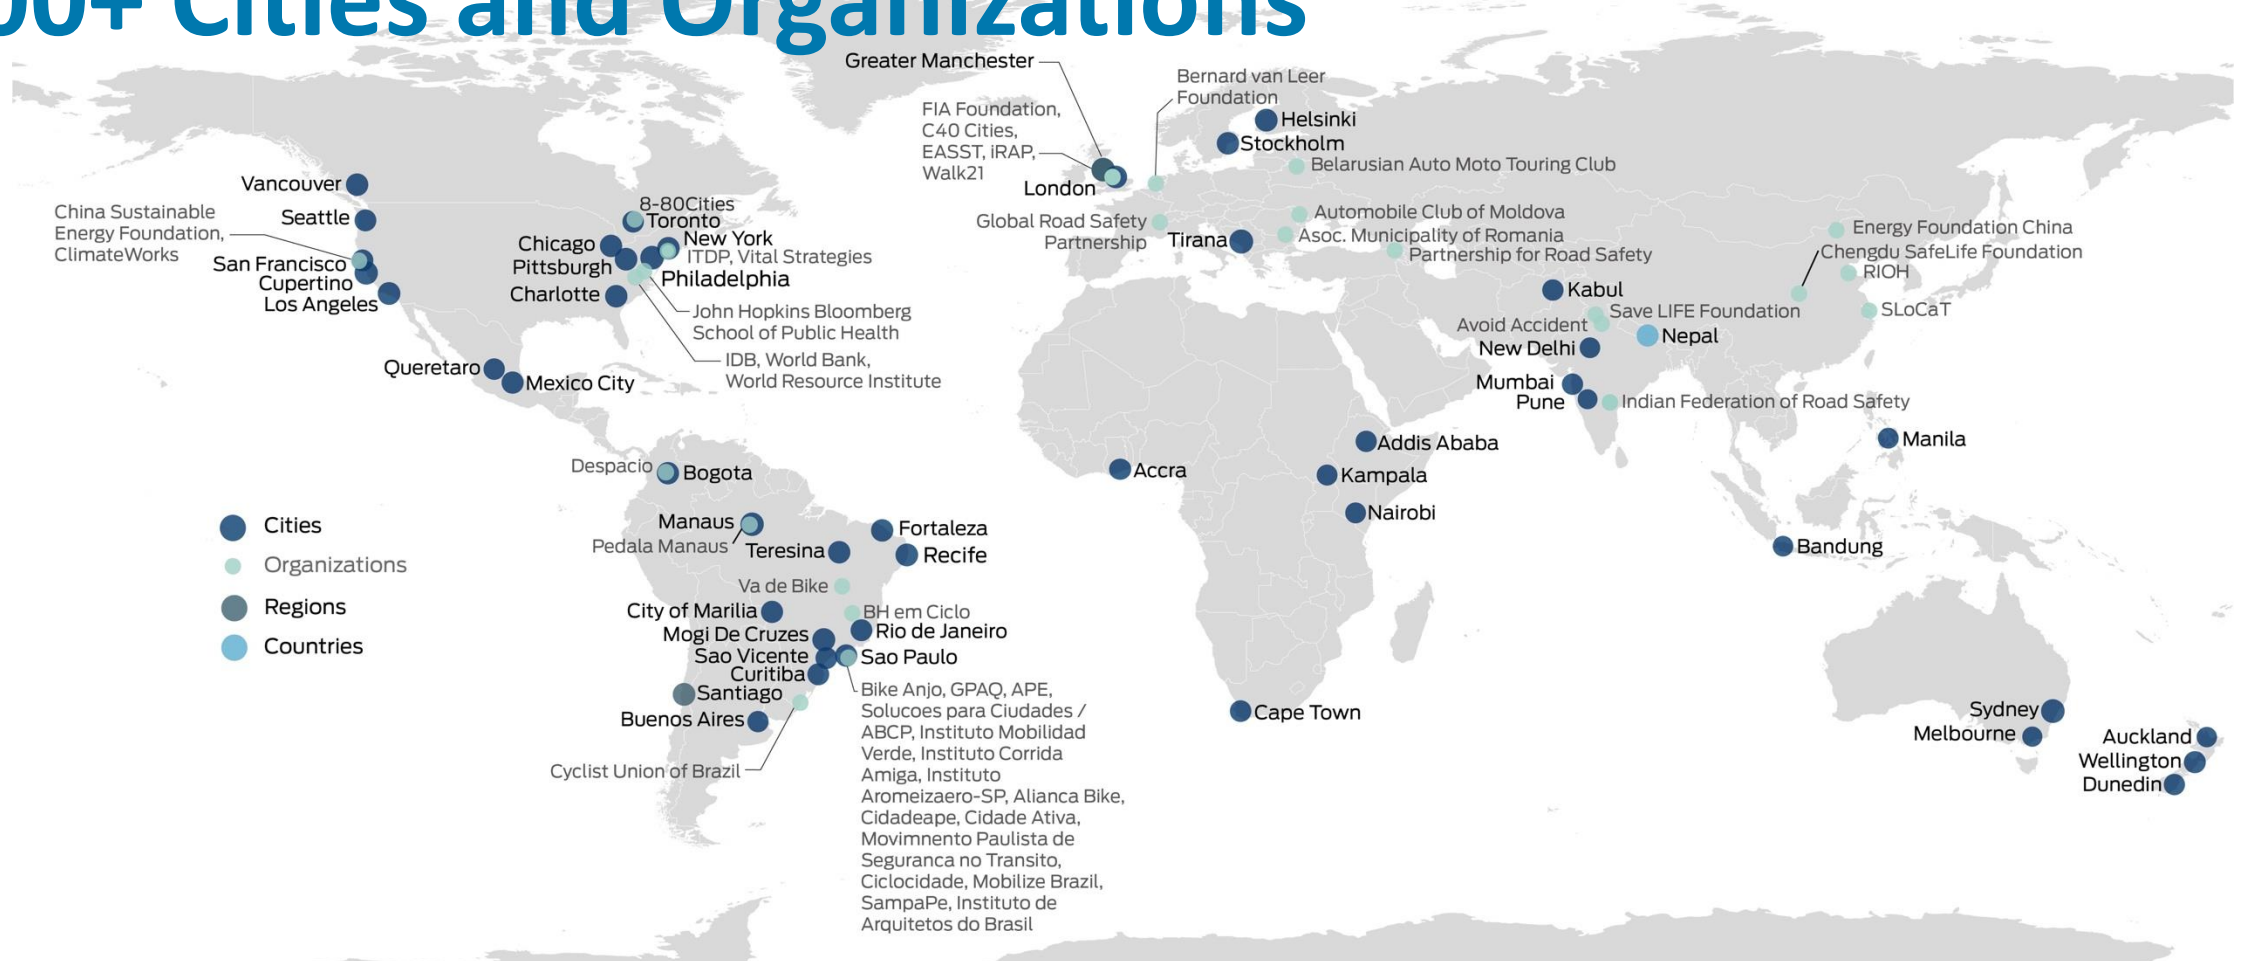 00+ Cities and Organizations
Greater Manchester
Bernard van Leer
Foundation
FIA Foundation,
C40 Cities,
EASST, iRAP,
Walk21
London
Helsinki
Stockholm
Belarusian Auto Moto Touring Club
Global Road Safety
Partnership
Tirana
Automobile Club of Moldova
Asoc. Municipality of Romania
Partnership for Road Safety
Energy Foundation China
Chengdu SafeLife Foundation
RIOH
SLoCaT
Vancouver
Seattle
China Sustainable
Energy Foundation,
ClimateWorks
San Francisco
Cupertino
Los Angeles
8-80Cities
Toronto
Chicago
Pittsburgh
Charlotte
New York
ITDP, Vital Strategies
Philadelphia
John Hopkins Bloomberg
School of Public Health
IDB, World Bank,
World Resource Institute
Queretaro
Mexico City
Kabul
Save LIFE Foundation
Avoid Accident
New Delhi
Nepal
Mumbai
Pune
Indian Federation of Road Safety
Manila
Bandung
Addis Ababa
Accra
Kampala
Nairobi
Cape Town
Despacio
Bogota
Manaus
Pedala Manaus
Teresina
Fortaleza
Recife
Va de Bike
City of Marilia
BH em Ciclo
Mogi De Cruzes
Rio de Janeiro
Sao Vicente
Sao Paulo
Curitiba
Santiago
Buenos Aires
Cyclist Union of Brazil
Bike Anjo, GPAQ, APE,
Solucoes para Ciudades /
ABCP, Instituto Mobilidad
Verde, Instituto Corrida
Amiga, Instituto
Aromeizaero-SP, Alianca Bike,
Cidadeape, Cidade Ativa,
Movimnento Paulista de
Seguranca no Transito,
Ciclocidade, Mobilize Brazil,
SampaPe, Instituto de
Arquitetos do Brasil
Sydney
Melbourne
Auckland
Wellington
Dunedin
Cities
Organizations
Regions
Countries